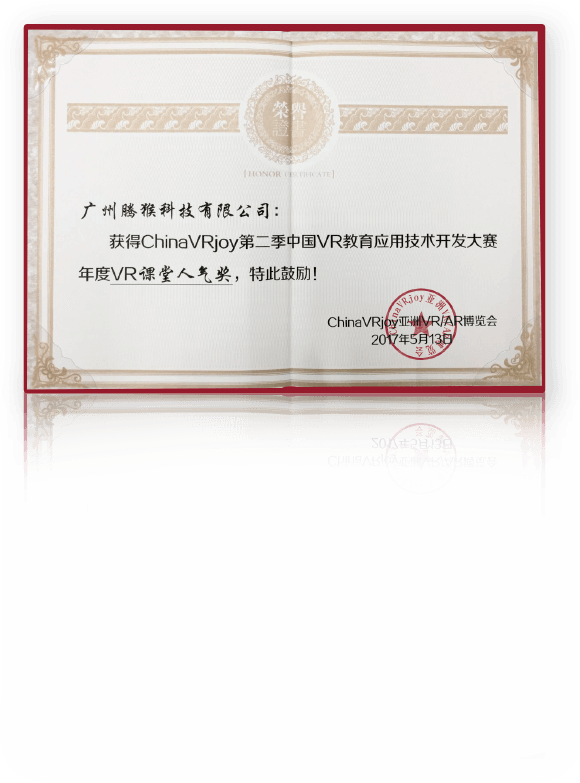 榮譽
證書
[HONOR CERTIFICATE]
广州腾猴科技有限公司：
获得ChinaVRjoy第二季中国VR教育应用技术开发大赛
年度VR课堂人气奖，特此鼓励！
ChinaVRjoy亚洲VR/AR博览会
2017年5月13日